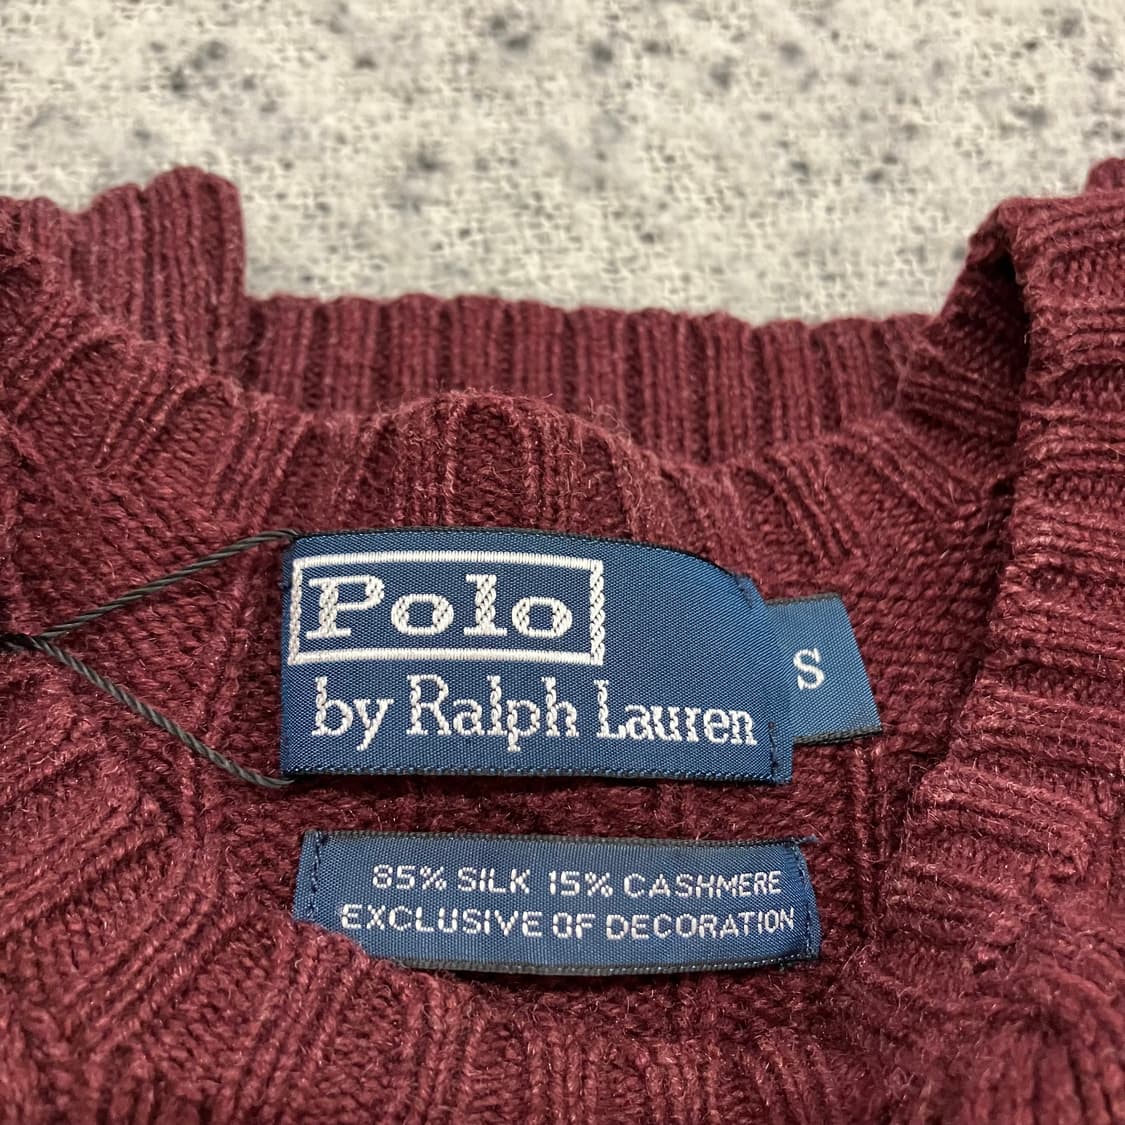 Polo
by Ralph Lauren
S
85% SILK 15% CASHMERE
EXCLUSIVE OF DECORATION